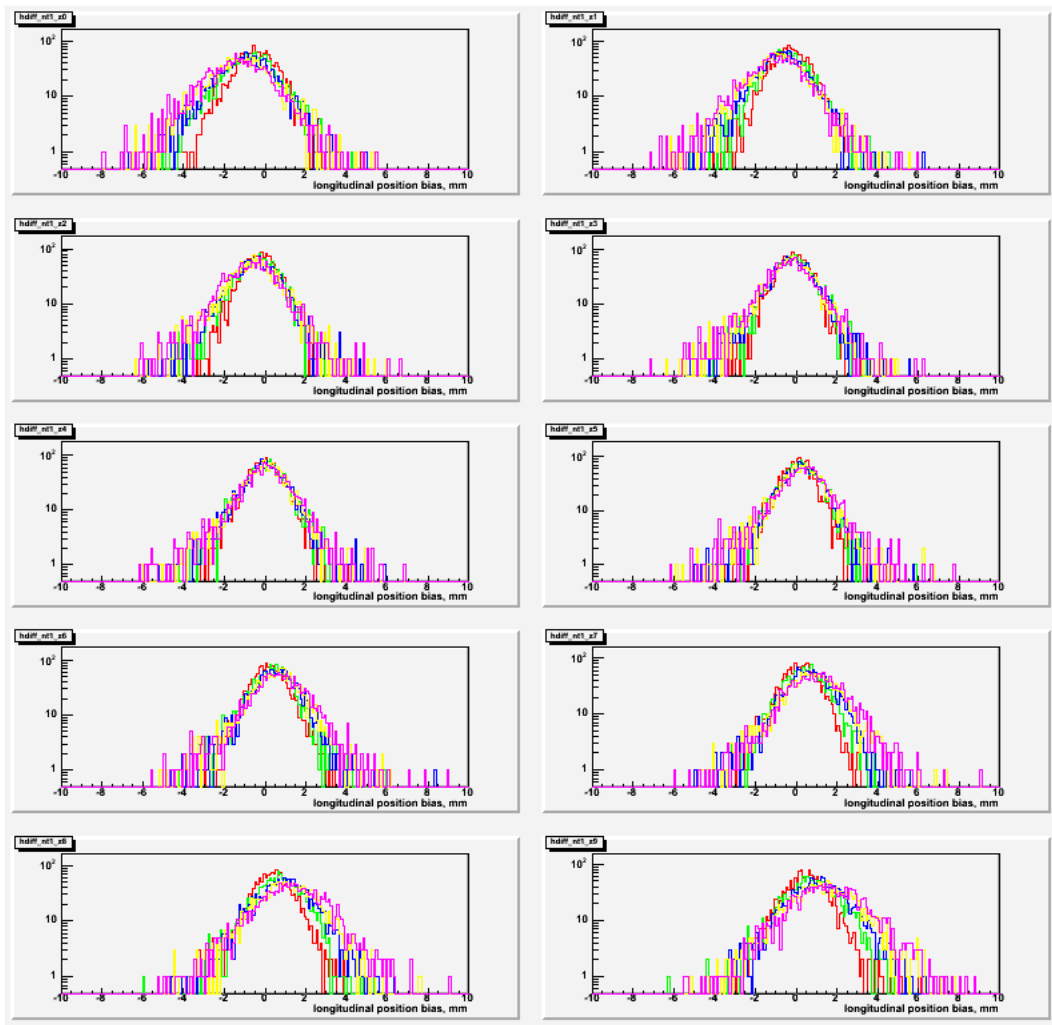 hdiff_nt1_z0
10²
10
1
-10 -8 -6 -4 -2 0 2 4 6 8 10
longitudinal position bias, mm
hdiff_nt1_z1
10²
10
1
-10 -8 -6 -4 -2 0 2 4 6 8 10
longitudinal position bias, mm
hdiff_nt1_z2
10²
10
1
-10 -8 -6 -4 -2 0 2 4 6 8 10
longitudinal position bias, mm
hdiff_nt1_z3
10²
10
1
-10 -8 -6 -4 -2 0 2 4 6 8 10
longitudinal position bias, mm
hdiff_nt1_z4
10²
10
1
-10 -8 -6 -4 -2 0 2 4 6 8 10
longitudinal position bias, mm
hdiff_nt1_z5
10²
10
1
-10 -8 -6 -4 -2 0 2 4 6 8 10
longitudinal position bias, mm
hdiff_nt1_z6
10²
10
1
-10 -8 -6 -4 -2 0 2 4 6 8 10
longitudinal position bias, mm
hdiff_nt1_z7
10²
10
1
-10 -8 -6 -4 -2 0 2 4 6 8 10
longitudinal position bias, mm
hdiff_nt1_z8
10²
10
1
-10 -8 -6 -4 -2 0 2 4 6 8 10
longitudinal position bias, mm
hdiff_nt1_z9
10²
10
1
-10 -8 -6 -4 -2 0 2 4 6 8 10
longitudinal position bias, mm